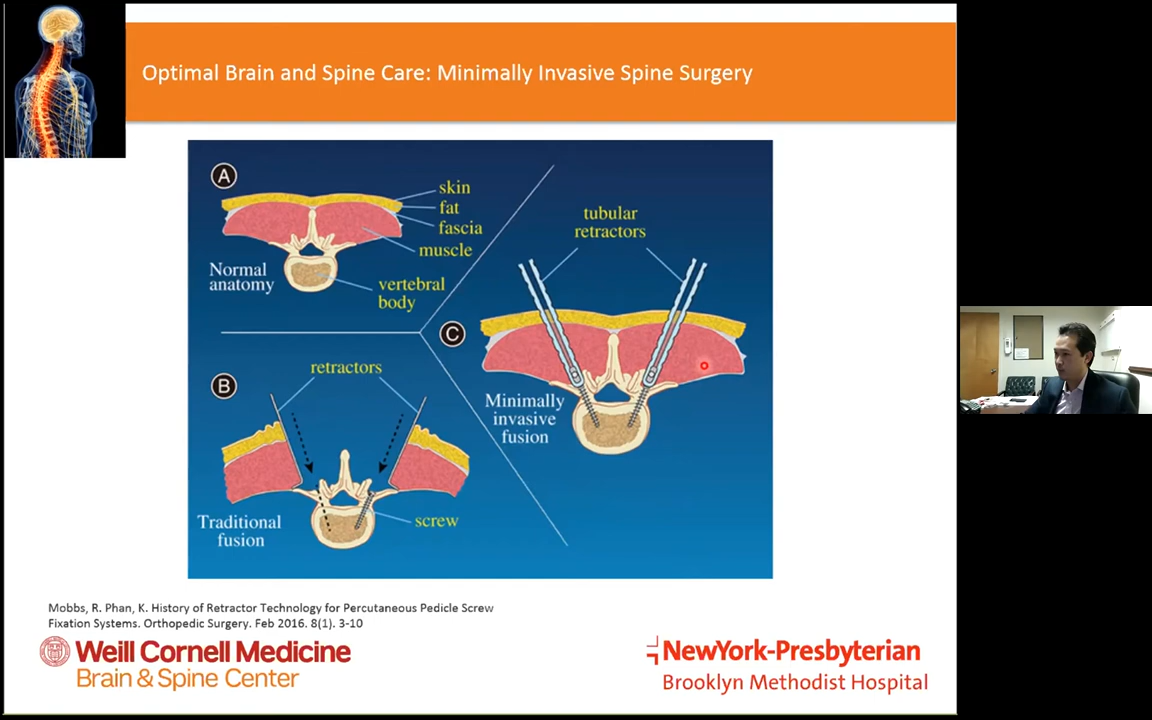 Optimal Brain and Spine Care: Minimally Invasive Spine Surgery
A
skin
fat
fascia
muscle
Normal
anatomy
vertebral
body
B
retractors
Traditional
fusion
screw
C
tubular
retractors
Minimally
invasive
fusion
Mobbs, R. Phan, K. History of Retractor Technology for Percutaneous Pedicle Screw
Fixation Systems. Orthopedic Surgery. Feb 2016. 8(1). 3-10
Weill Cornell Medicine
Brain & Spine Center
NewYork-Presbyterian
Brooklyn Methodist Hospital